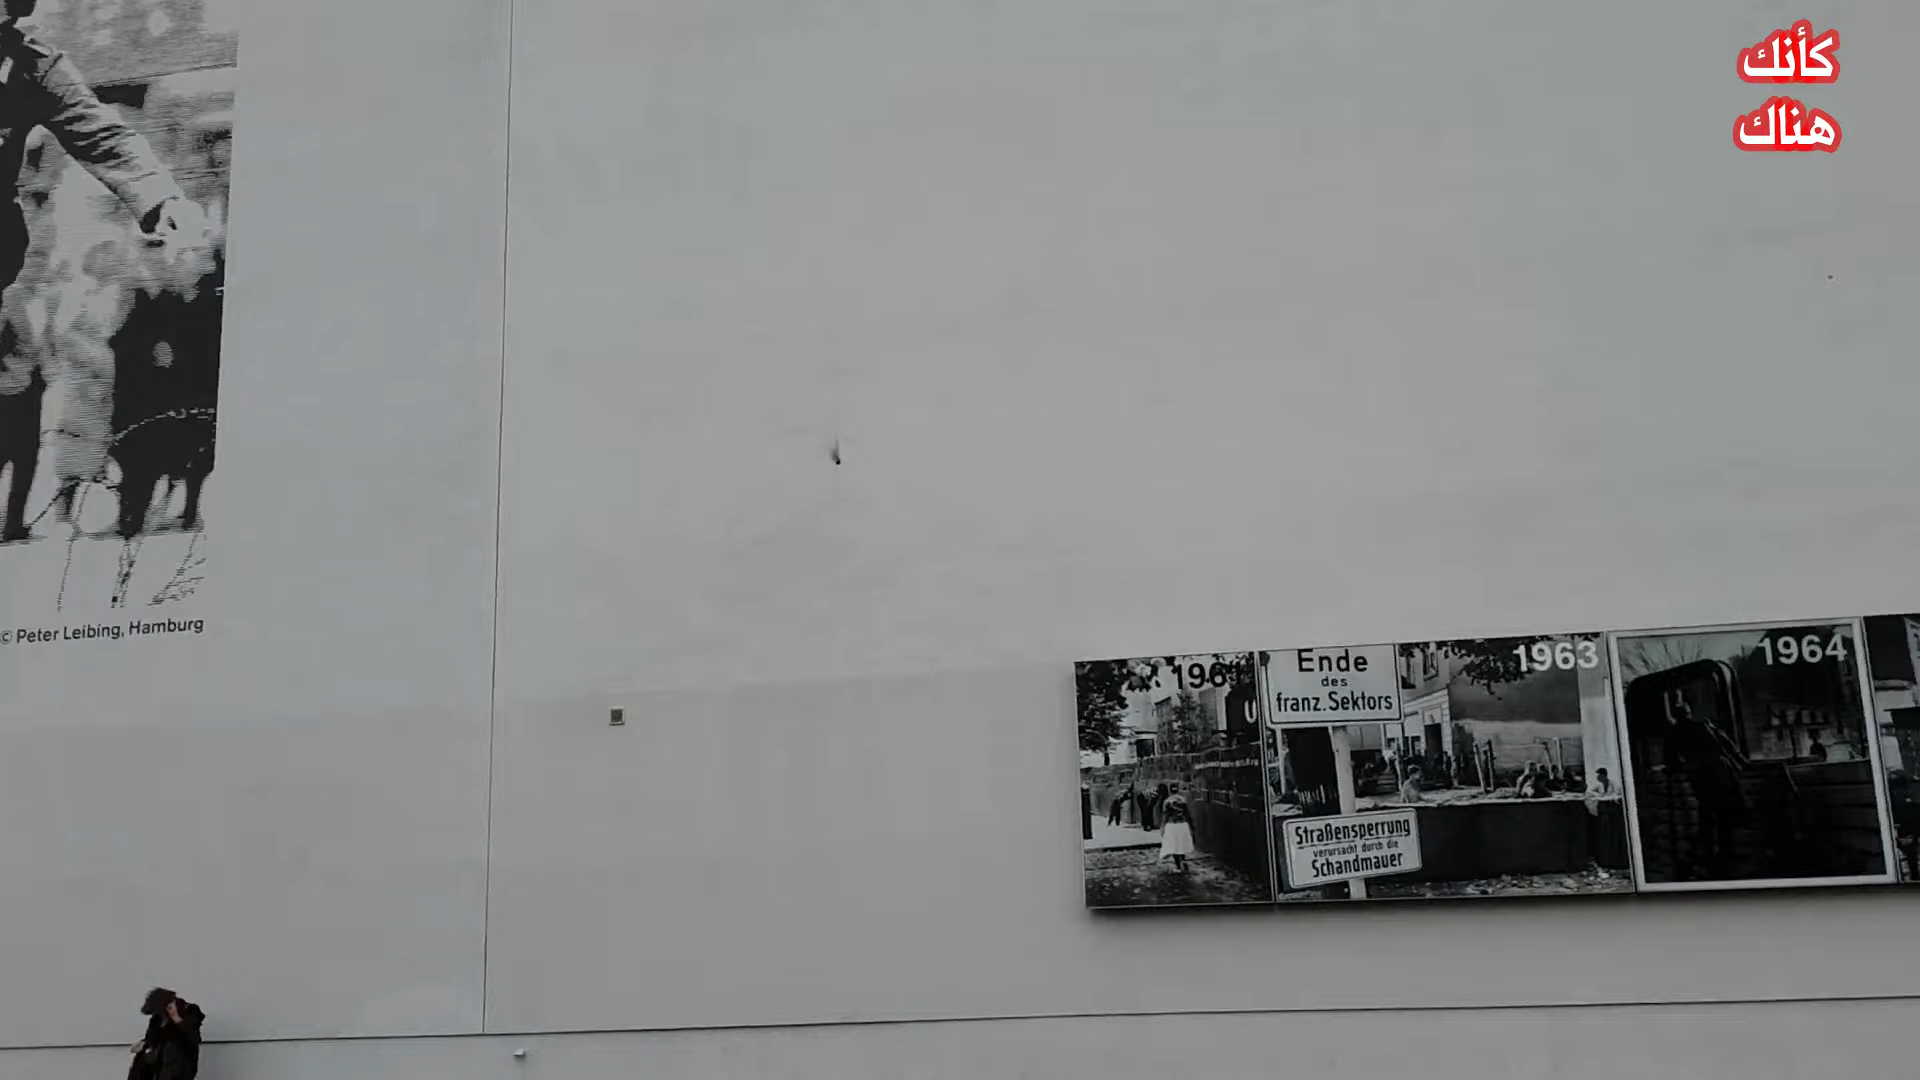 كأنك
هناك
© Peter Leibing, Hamburg
1963
1964
Ende
des
franz. Sektors
Straßensperrung
verursacht durch die
Schandmauer